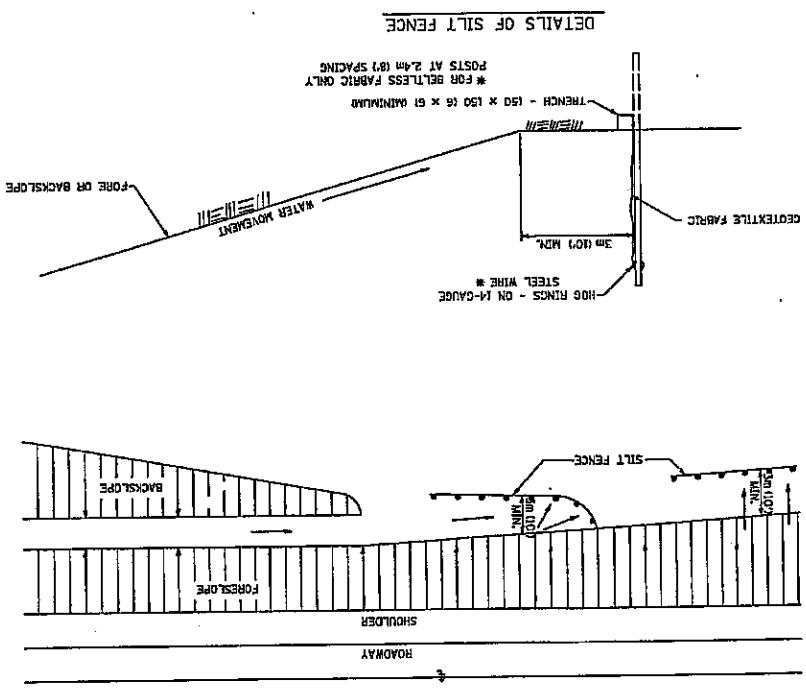 ℄
ROADWAY
SHOULDER
FORESLOPE
3m (10')
MIN.
3m (10')
MIN.
BACKSLOPE
SILT FENCE
HOG RINGS - ON 14-GAUGE
STEEL WIRE *
3m (10') MIN.
GEOTEXTILE FABRIC
WATER MOVEMENT
FORE OR BACKSLOPE
TRENCH - 150 x 150 (6 x 6) (MINIMUM)
* FOR BELTLESS FABRIC ONLY
POSTS AT 2.4m (8') SPACING
DETAILS OF SILT FENCE